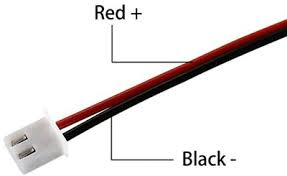 Red +
Black -